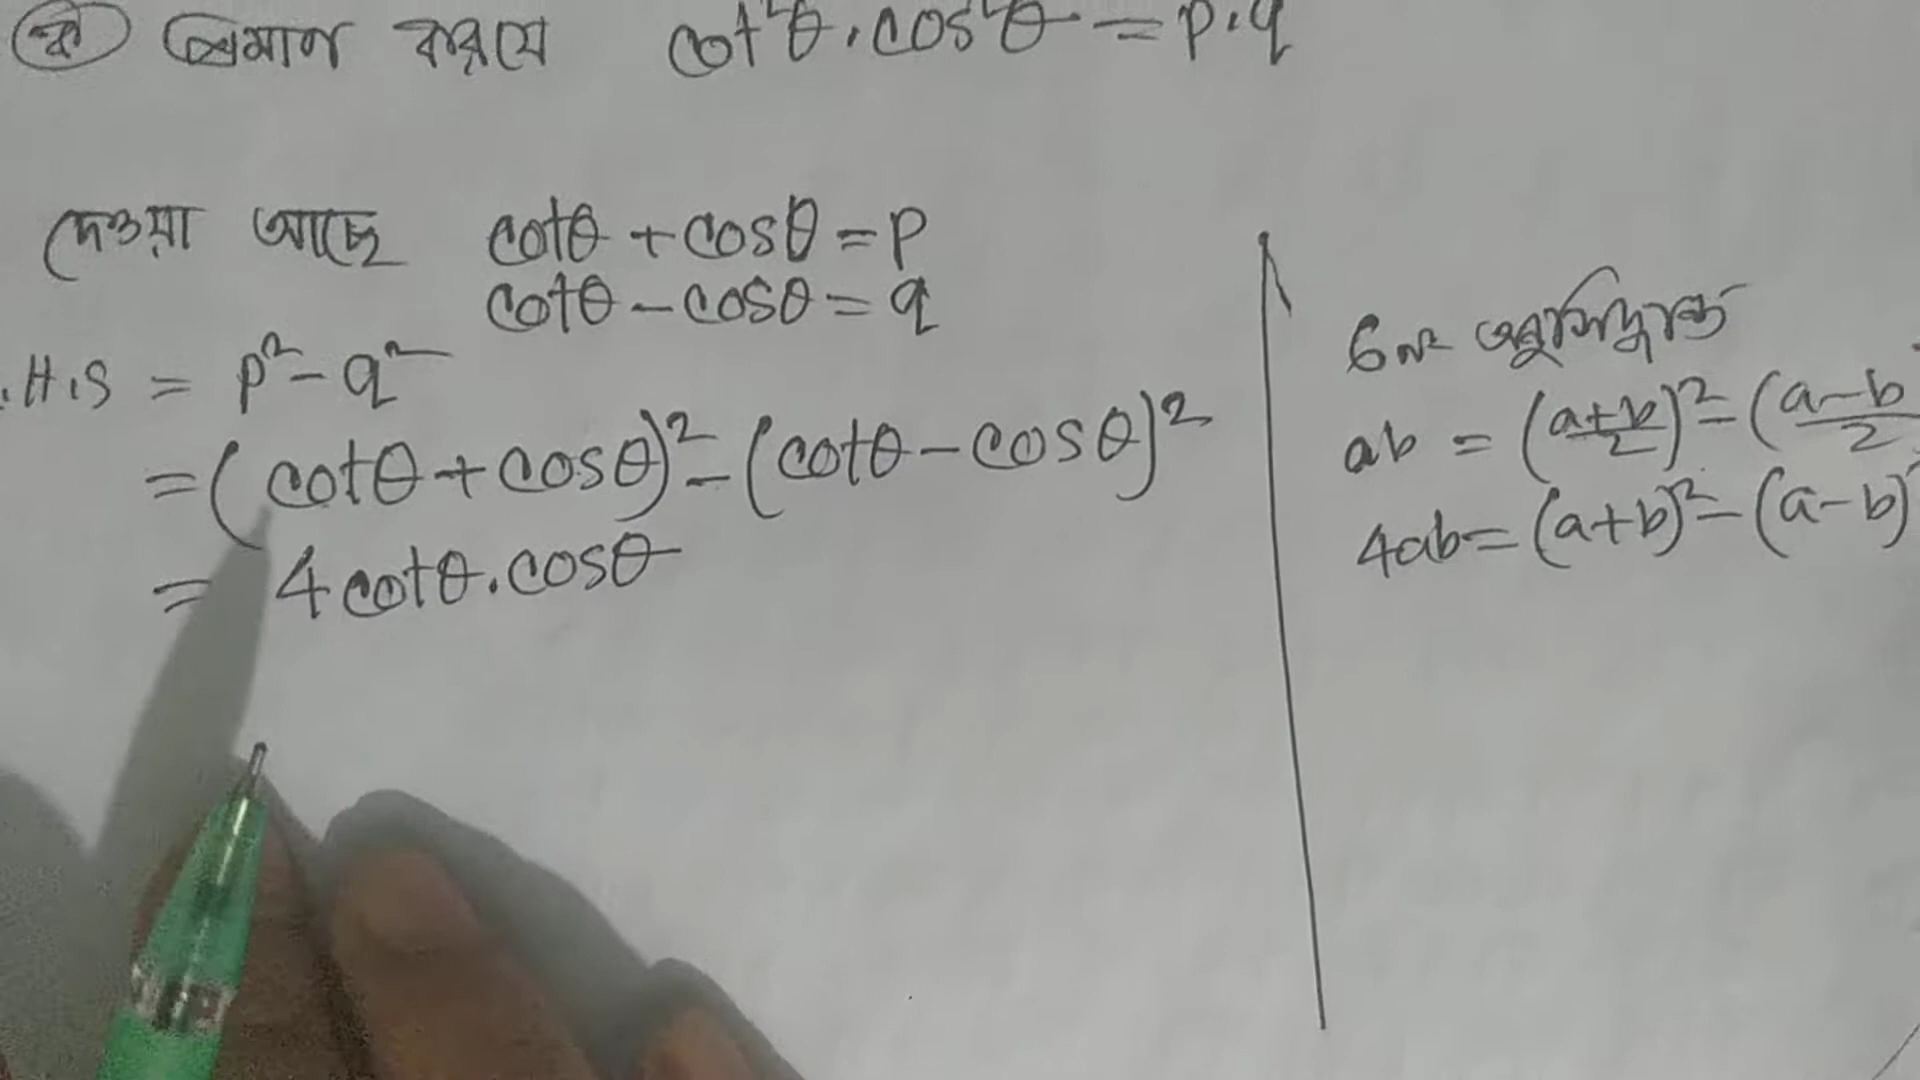 প্রমান কর যে cot²θ.cos²θ = p.q
দেওয়া আছে cotθ + cosθ = p
cotθ - cosθ = q
.H.S = p² - q²
= (cotθ + cosθ)² - (cotθ - cosθ)²
= 4cotθ.cosθ
6নং অনুসিদ্ধান্ত
ab = (a+b/2)² - (a-b/2
4ab = (a+b)² - (a-b)²